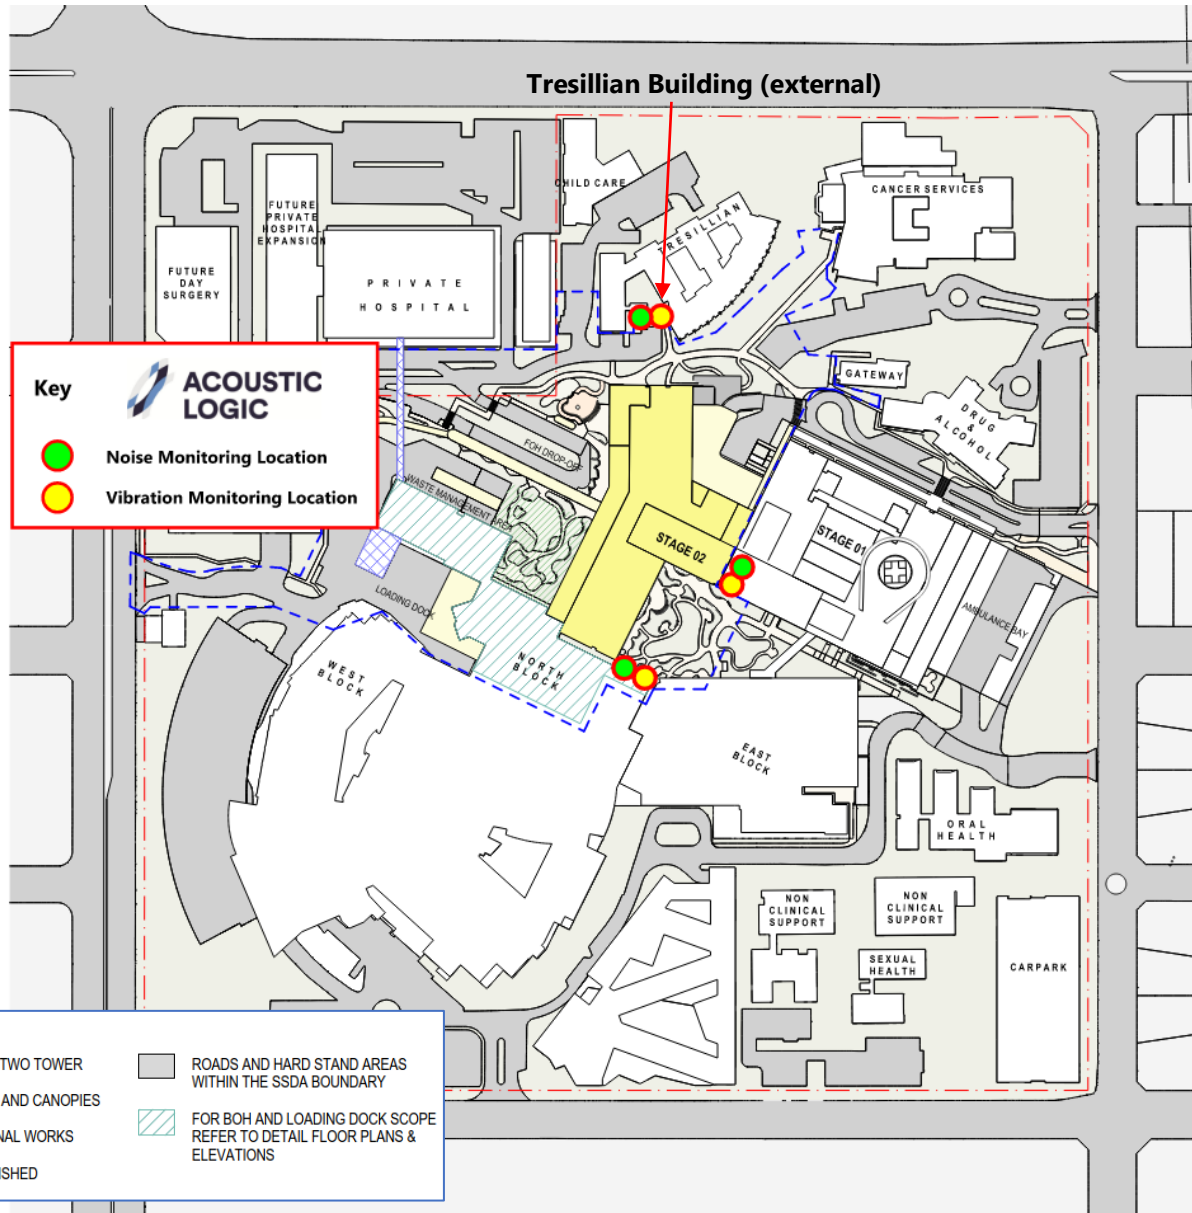 Tresillian Building (external)
CHILD CARE
TRESILLIAN
CANCER SERVICES
FUTURE
PRIVATE
HOSPITAL
EXPANSION
FUTURE
DAY
SURGERY
PRIVATE
HOSPITAL
Key
ACOUSTIC
LOGIC
Noise Monitoring Location
Vibration Monitoring Location
GATEWAY
DRUG
&
ALCOHOL
FOH DROP-OFF
WASTE MANAGEMENT AREA
STAGE 02
STAGE 01
LOADING DOCK
AMBULANCE BAY
NORTH
BLOCK
WEST
BLOCK
EAST
BLOCK
ORAL
HEALTH
NON
CLINICAL
SUPPORT
NON
CLINICAL
SUPPORT
SEXUAL
HEALTH
CARPARK
TWO TOWER
AND CANOPIES
NAL WORKS
ISHED
ROADS AND HARD STAND AREAS
WITHIN THE SSDA BOUNDARY
FOR BOH AND LOADING DOCK SCOPE
REFER TO DETAIL FLOOR PLANS &
ELEVATIONS